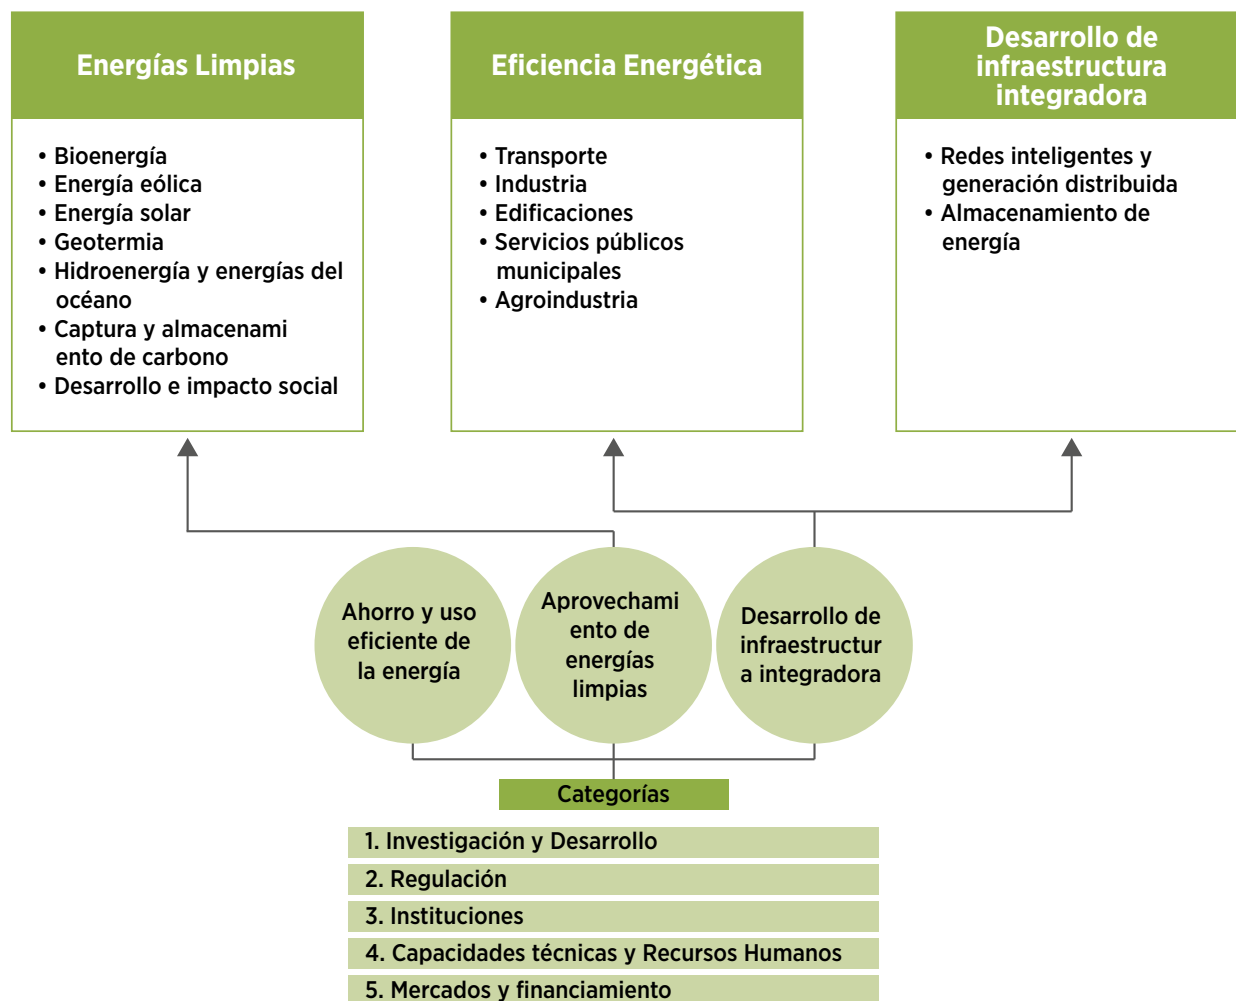 Energías Limpias
• Bioenergía
• Energía eólica
• Energía solar
• Geotermia
• Hidroenergía y energías del
océano
• Captura y almacenami
ento de carbono
• Desarrollo e impacto social
Eficiencia Energética
• Transporte
• Industria
• Edificaciones
• Servicios públicos
municipales
• Agroindustria
Desarrollo de
infraestructura
integradora
• Redes inteligentes y
generación distribuida
• Almacenamiento de
energía
Ahorro y uso
eficiente de
la energía
Aprovechami
ento de
energías
limpias
Desarrollo de
infraestructur
a integradora
Categorías
1. Investigación y Desarrollo
2. Regulación
3. Instituciones
4. Capacidades técnicas y Recursos Humanos
5. Mercados y financiamiento